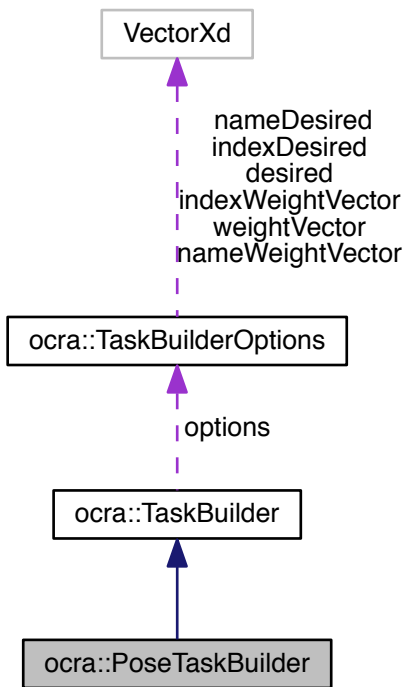 VectorXd
nameDesired
indexDesired
desired
indexWeightVector
weightVector
nameWeightVector
ocra::TaskBuilderOptions
options
ocra::TaskBuilder
ocra::PoseTaskBuilder